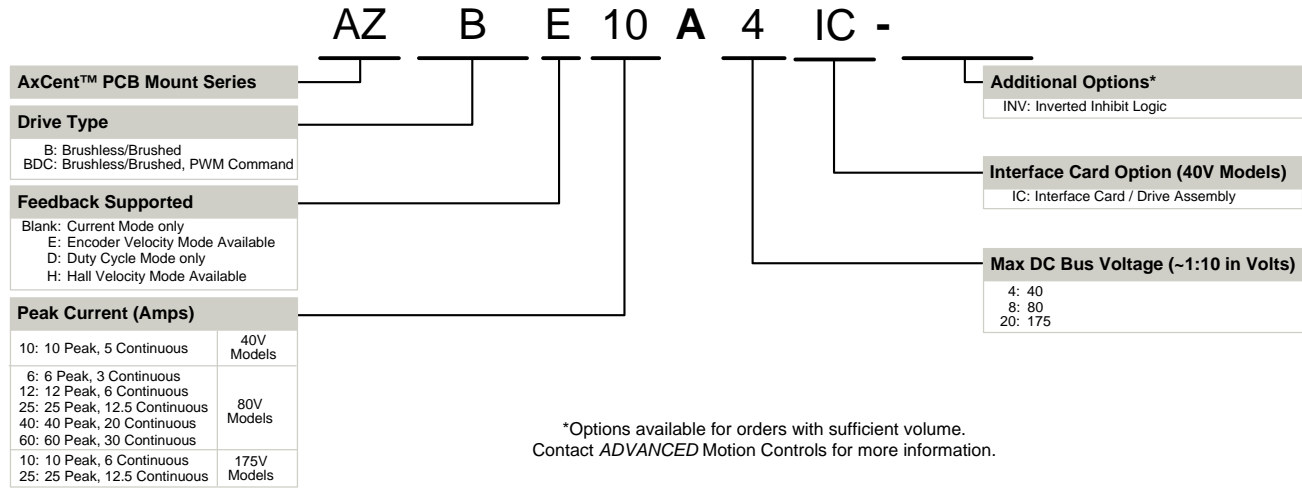 AZ B E 10 A 4 IC -
AxCent™ PCB Mount Series
Drive Type
B: Brushless/Brushed
BDC: Brushless/Brushed, PWM Command
Feedback Supported
Blank: Current Mode only
E: Encoder Velocity Mode Available
D: Duty Cycle Mode only
H: Hall Velocity Mode Available
Peak Current (Amps)
10: 10 Peak, 5 Continuous
40V
Models
6: 6 Peak, 3 Continuous
12: 12 Peak, 6 Continuous
25: 25 Peak, 12.5 Continuous
40: 40 Peak, 20 Continuous
60: 60 Peak, 30 Continuous
80V
Models
10: 10 Peak, 6 Continuous
25: 25 Peak, 12.5 Continuous
175V
Models
Additional Options*
INV: Inverted Inhibit Logic
Interface Card Option (40V Models)
IC: Interface Card / Drive Assembly
Max DC Bus Voltage (~1:10 in Volts)
4: 40
8: 80
20: 175
*Options available for orders with sufficient volume.
Contact ADVANCED Motion Controls for more information.